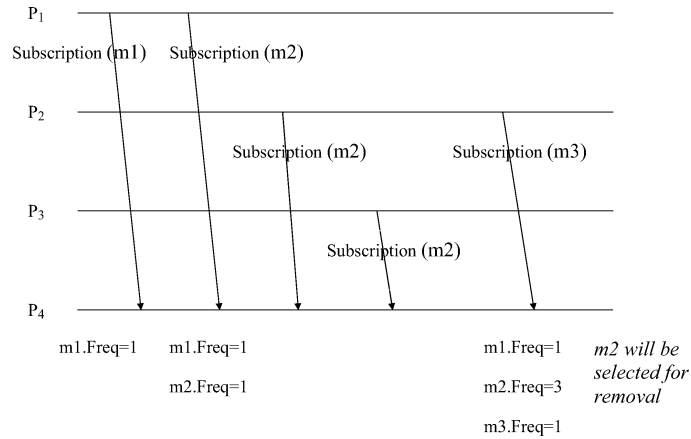 P1
Subscription (m1) Subscription (m2)
P2
Subscription (m2) Subscription (m3)
P3
Subscription (m2)
P4
m1.Freq=1 m1.Freq=1 m1.Freq=1 m2 will be
selected for
m2.Freq=1 m2.Freq=3 removal
m3.Freq=1